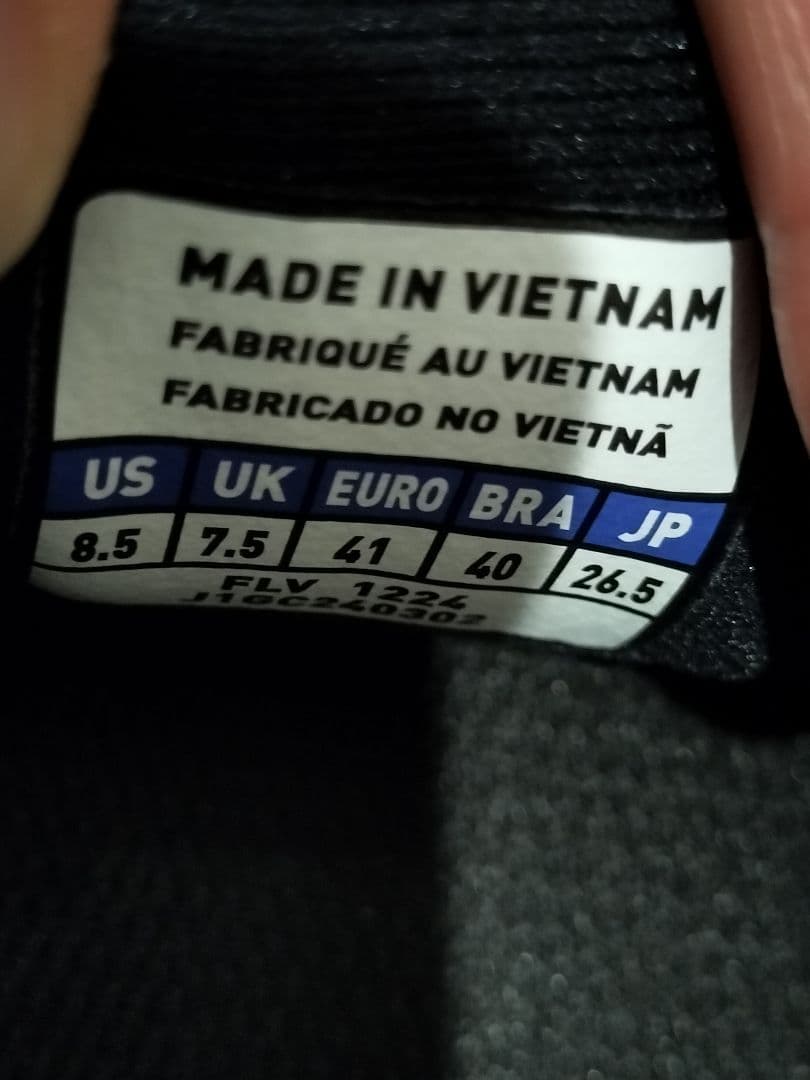 MADE IN VIETNAM
FABRIQUÉ AU VIETNAM
FABRICADO NO VIETNÃ
US UK EURO BRA JP
8.5 7.5 41 40 26.5
FLV 1224
J1GC240302